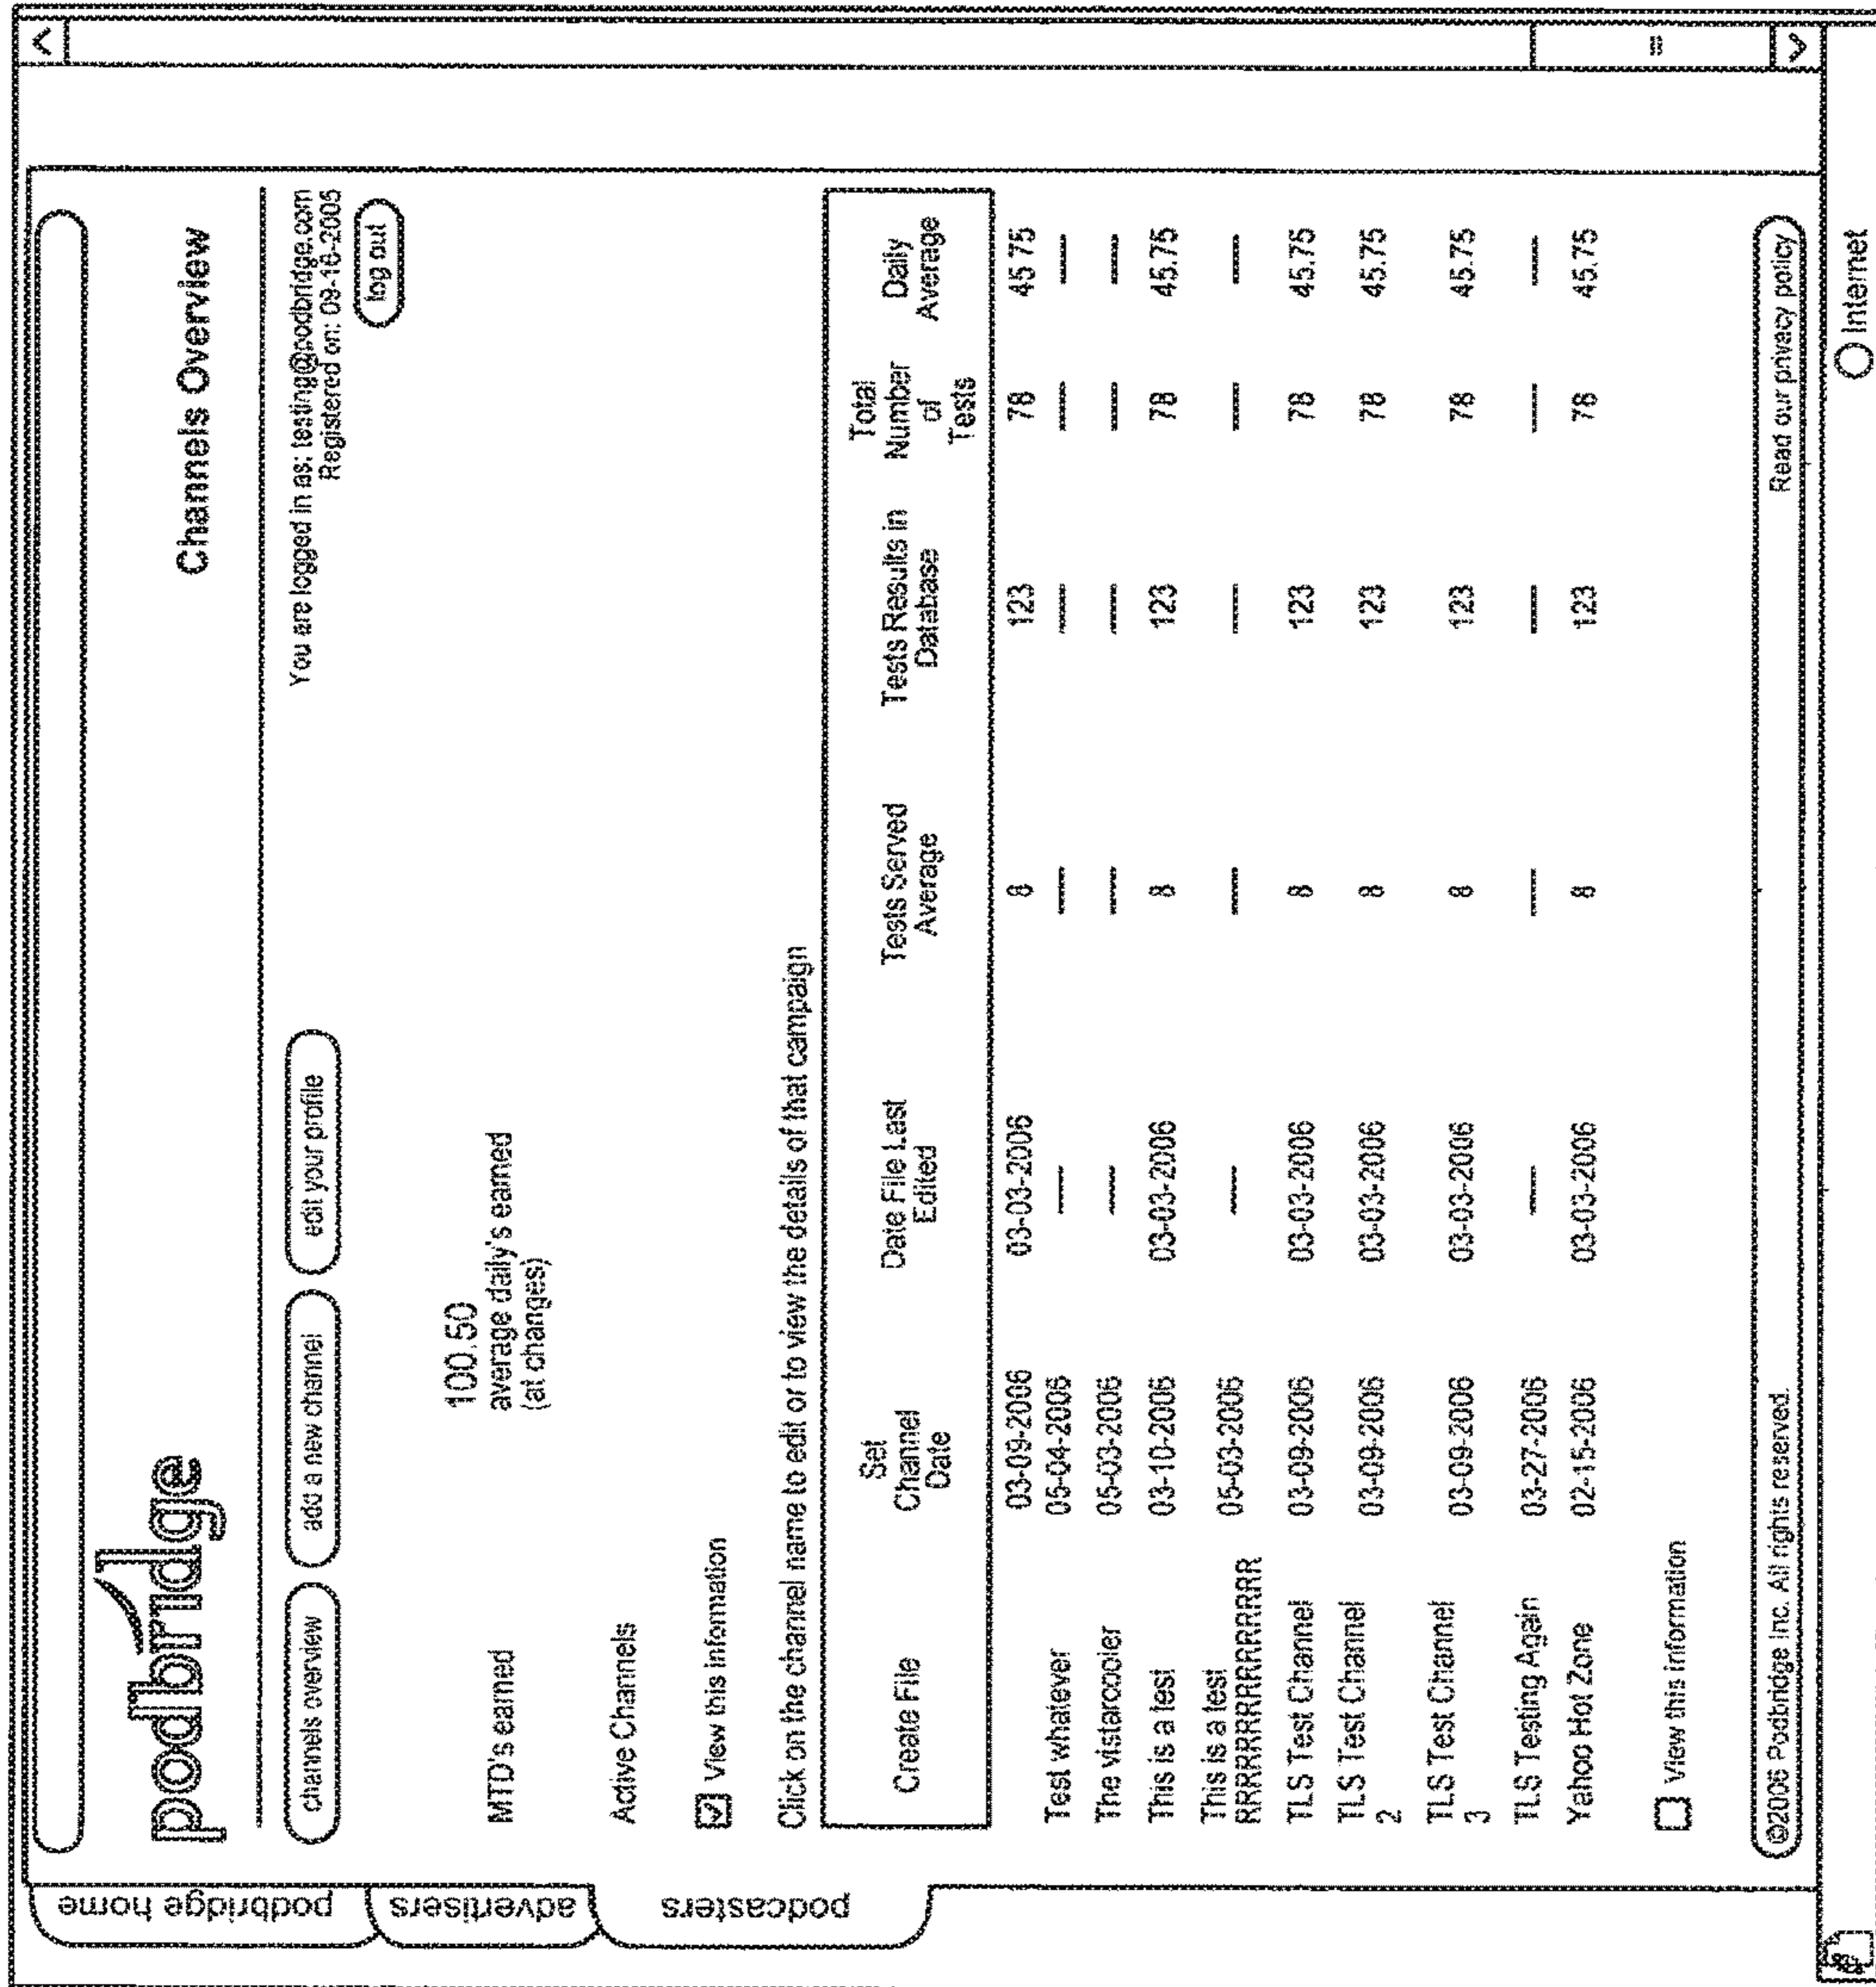 podbridge home
advertisers
podcasters
podbridge
Channels Overview
channels overview
add a new channel
edit your profile
You are logged in as: testing@podbridge.com
Registered on: 09-16-2005
log out
MTD's earned
100.50
average daily's earned
(at changes)
Active Channels
View this information
Click on the channel name to edit or to view the details of that campaign
Create File
Set
Channel
Date
Date File Last
Edited
Tests Served
Average
Tests Results in
Database
Total
Number
of
Tests
Daily
Average
03-09-2006 03-03-2006 8 123 78 45.75
Test whatever 05-04-2006 — — — — —
The vistarcooler 05-03-2006 — — — — —
This is a test 03-10-2006 03-03-2006 8 123 78 45.75
This is a test
RRRRRRRRRRRRRRR 05-03-2006 — — — — —
TLS Test Channel 03-09-2006 03-03-2006 8 123 78 45.75
TLS Test Channel 03-09-2006 03-03-2006 8 123 78 45.75
2
TLS Test Channel 03-09-2006 03-03-2006 8 123 78 45.75
3
TLS Testing Again 03-27-2006 — — — — —
Yahoo Hot Zone 02-15-2006 03-03-2006 8 123 78 45.75
View this information
©2006 Podbridge Inc. All rights reserved.
Read our privacy policy
Internet